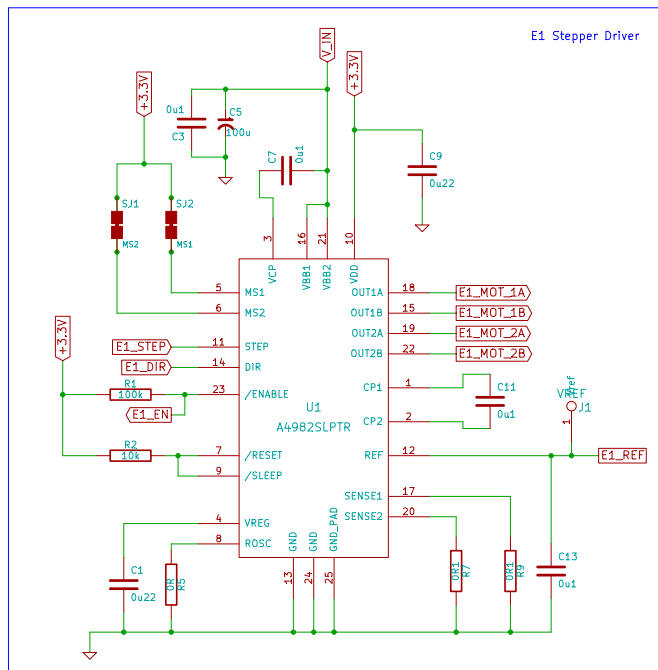 E1 Stepper Driver
V_IN
+3.3V
+3.3V
0u1
C3
C5
100u
C7
0u1
C9
0u22
SJ1
MS2
SJ2
MS1
3
16
21
10
VCP
VBB1
VBB2
VDD
5
MS1
6
MS2
E1_STEP
11
STEP
E1_DIR
14
DIR
+3.3V
R1
100k
23
/ENABLE
E1_EN
R2
10k
7
/RESET
9
/SLEEP
U1
A4982SLPTR
OUT1A
18
E1_MOT_1A
OUT1B
15
E1_MOT_1B
OUT2A
19
E1_MOT_2A
OUT2B
22
E1_MOT_2B
CP1
1
CP2
2
C11
0u1
Vref
VREF
J1
1
REF
12
E1_REF
SENSE1
17
SENSE2
20
4
VREG
8
ROSC
GND
GND
GND_PAD
13
24
25
C1
0u22
0R
R5
0R1
R7
0R1
R9
C13
0u1